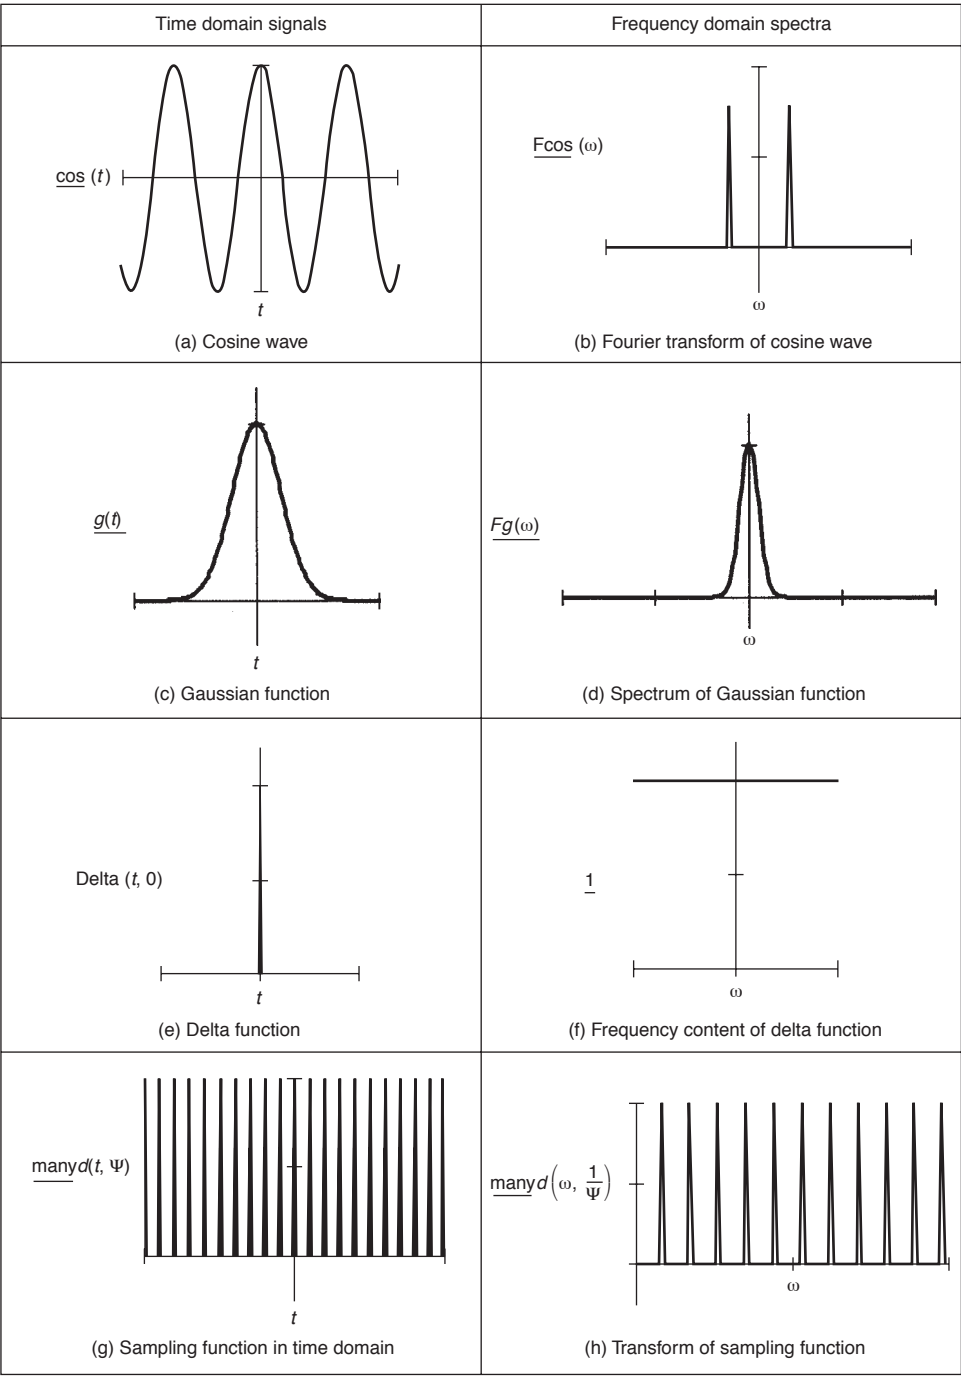 Time domain signals
Frequency domain spectra
cos (t)
t
(a) Cosine wave
Fcos (ω)
ω
(b) Fourier transform of cosine wave
g(t)
t
(c) Gaussian function
Fg(ω)
ω
(d) Spectrum of Gaussian function
Delta (t, 0)
t
(e) Delta function
1
ω
(f) Frequency content of delta function
manyd(t, Ψ)
t
(g) Sampling function in time domain
manyd(ω, 1/Ψ)
ω
(h) Transform of sampling function